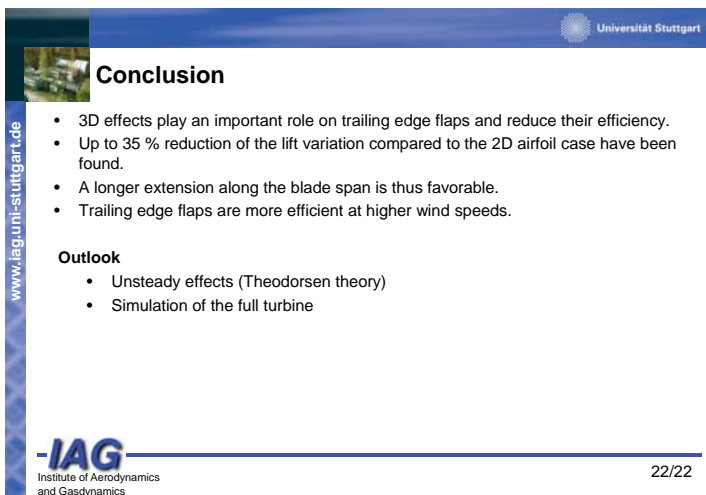 Universität Stuttgart
Conclusion
www.iag.uni-stuttgart.de
• 3D effects play an important role on trailing edge flaps and reduce their efficiency.
• Up to 35 % reduction of the lift variation compared to the 2D airfoil case have been
found.
• A longer extension along the blade span is thus favorable.
• Trailing edge flaps are more efficient at higher wind speeds.
Outlook
• Unsteady effects (Theodorsen theory)
• Simulation of the full turbine
IAG
Institute of Aerodynamics
and Gasdynamics
22/22